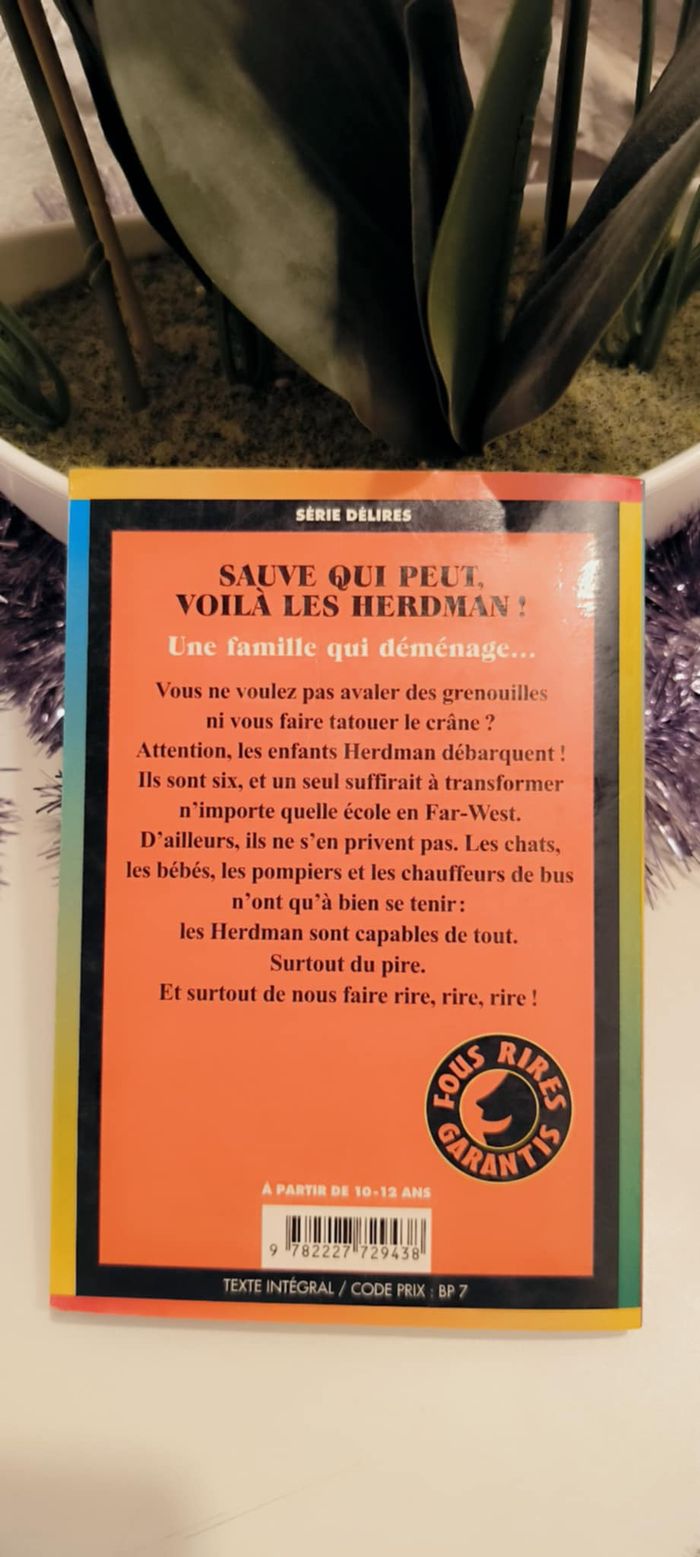 SÉRIE DÉLIRES
SAUVE QUI PEUT,
VOILÀ LES HERDMAN !
Une famille qui déménage...
Vous ne voulez pas avaler des grenouilles
ni vous faire tatouer le crâne ?
Attention, les enfants Herdman débarquent !
Ils sont six, et un seul suffirait à transformer
n'importe quelle école en Far-West.
D'ailleurs, ils ne s'en privent pas. Les chats,
les bébés, les pompiers et les chauffeurs de bus
n'ont qu'à bien se tenir :
les Herdman sont capables de tout.
Surtout du pire.
Et surtout de nous faire rire, rire, rire !
FOUS RIRES
GARANTIS
À PARTIR DE 10-12 ANS
9 782227 729438
TEXTE INTÉGRAL / CODE PRIX : BP 7